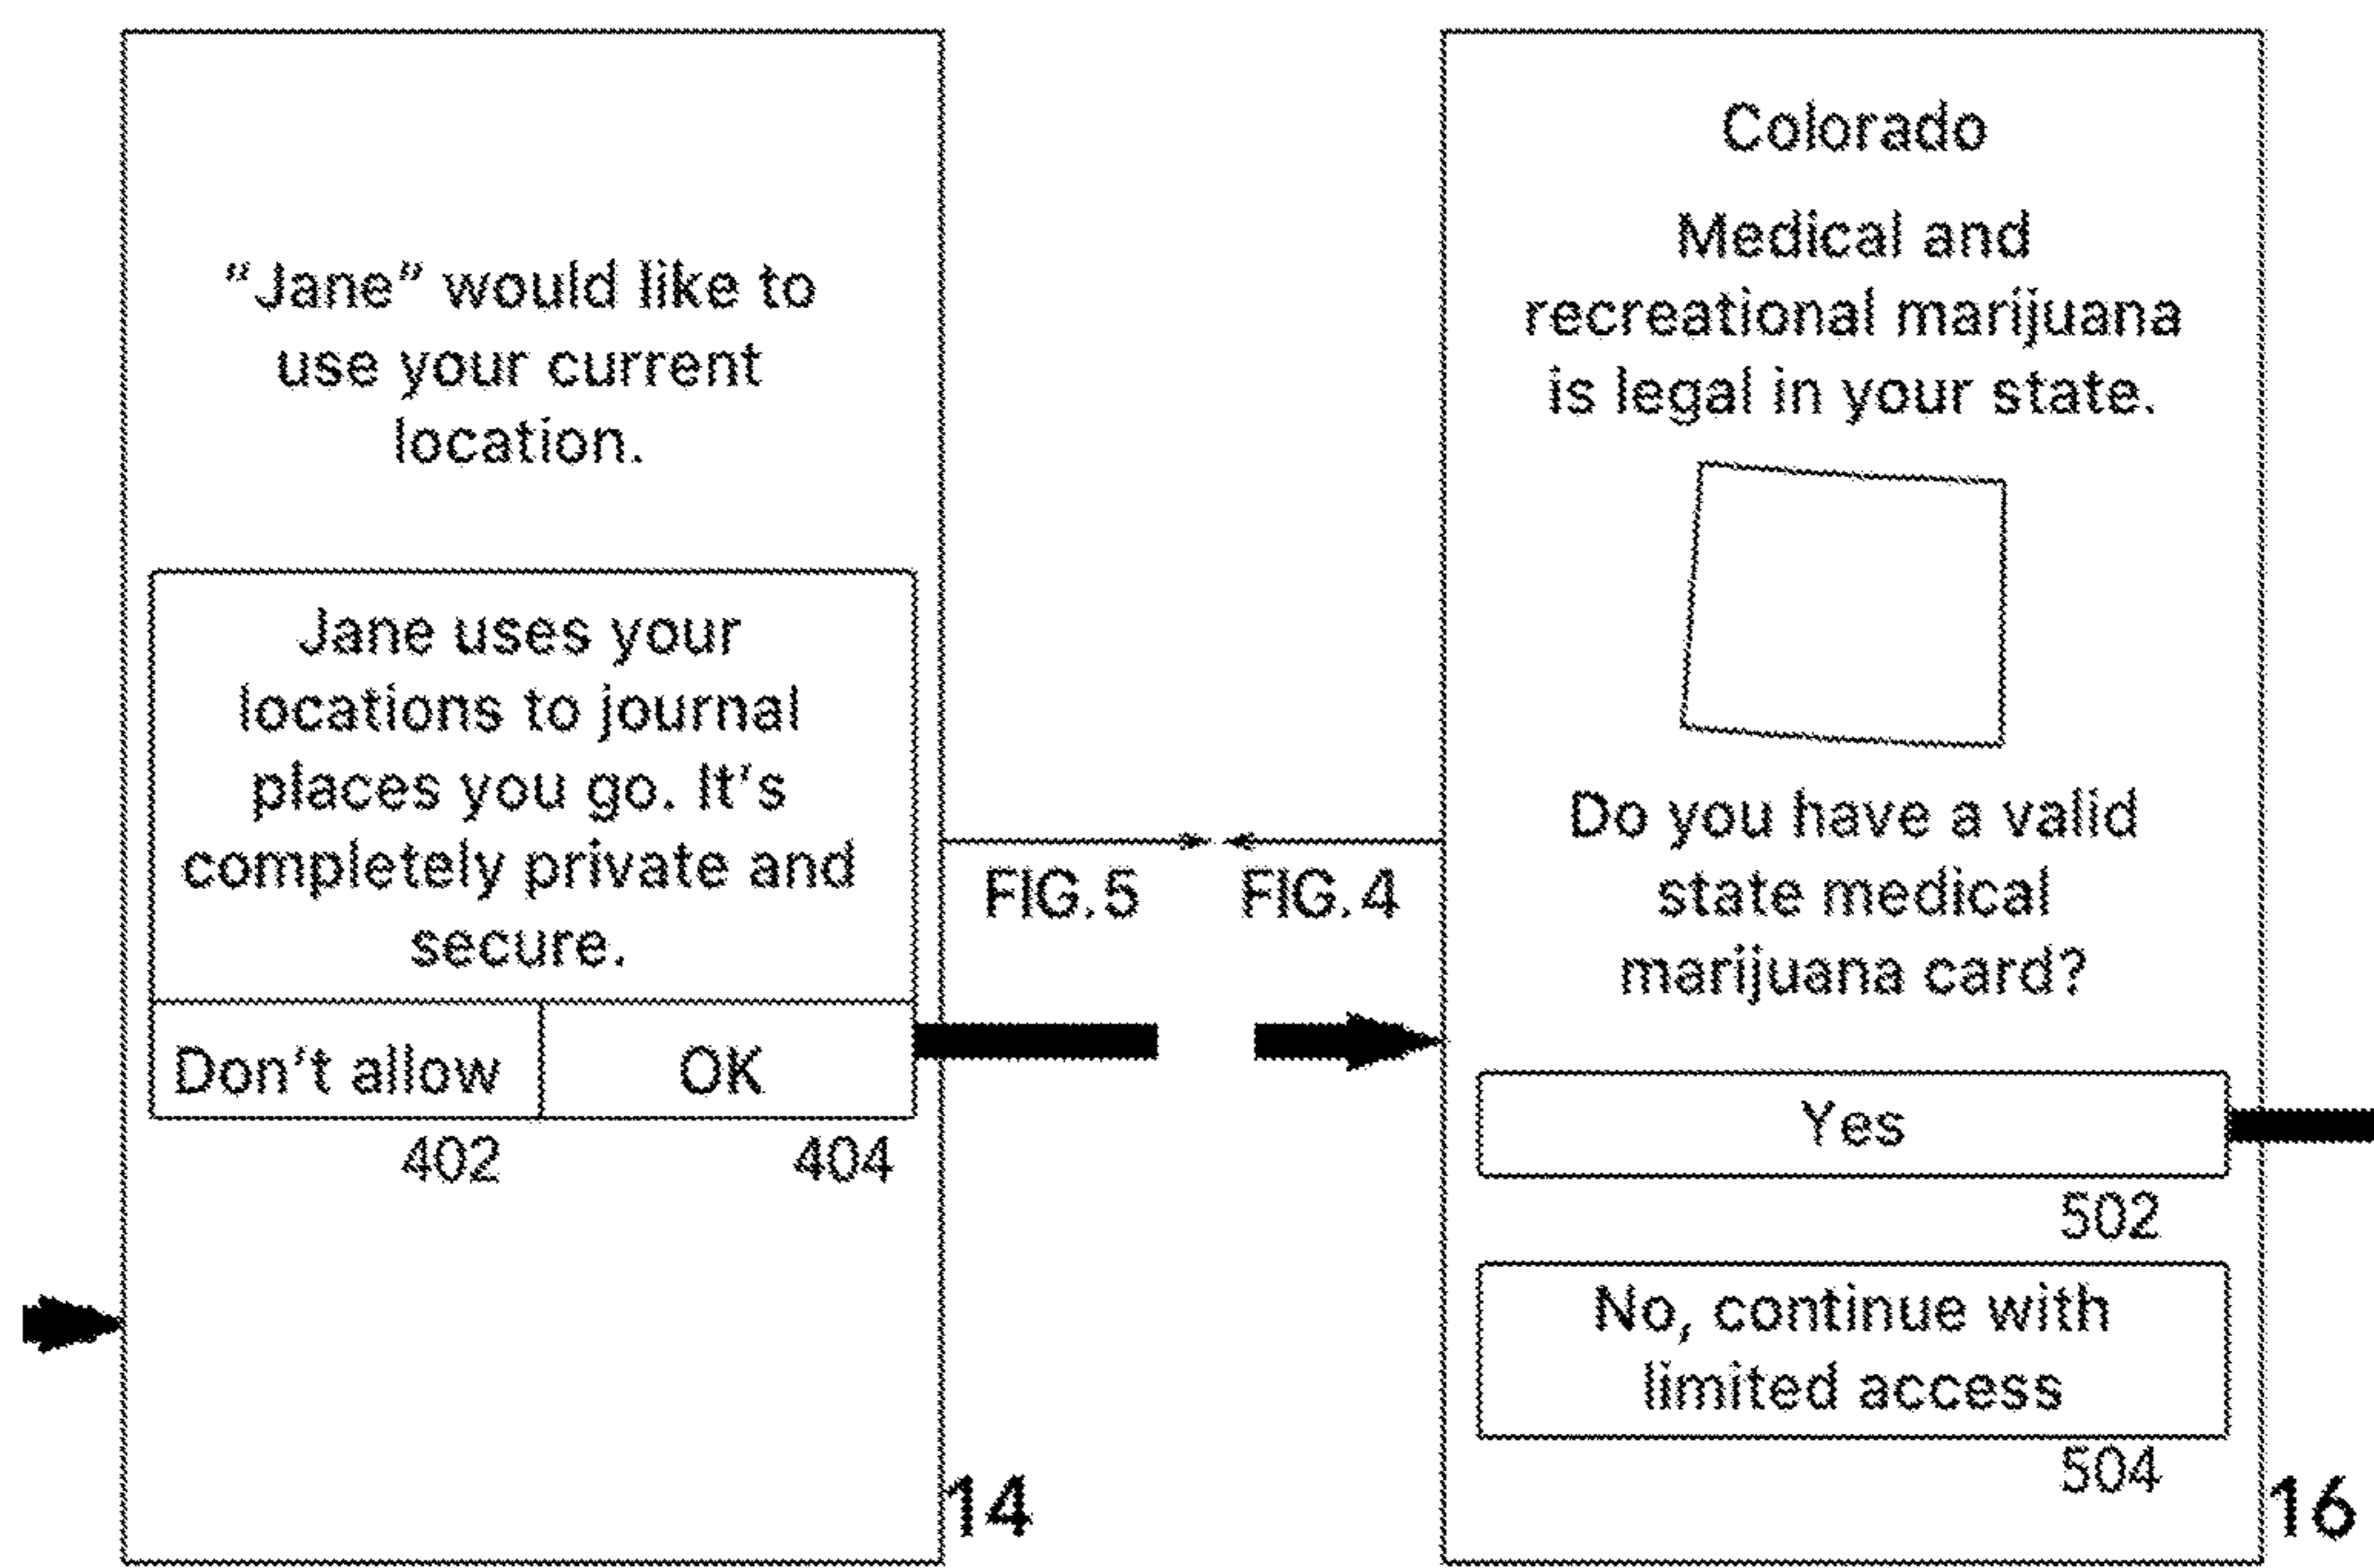 "Jane" would like to
use your current
location.
Jane uses your
locations to journal
places you go. It's
completely private and
secure.
Don't allow
OK
402
404
14
FIG. 5
FIG. 4
Colorado
Medical and
recreational marijuana
is legal in your state.
Do you have a valid
state medical
marijuana card?
Yes
502
No, continue with
limited access
504
16